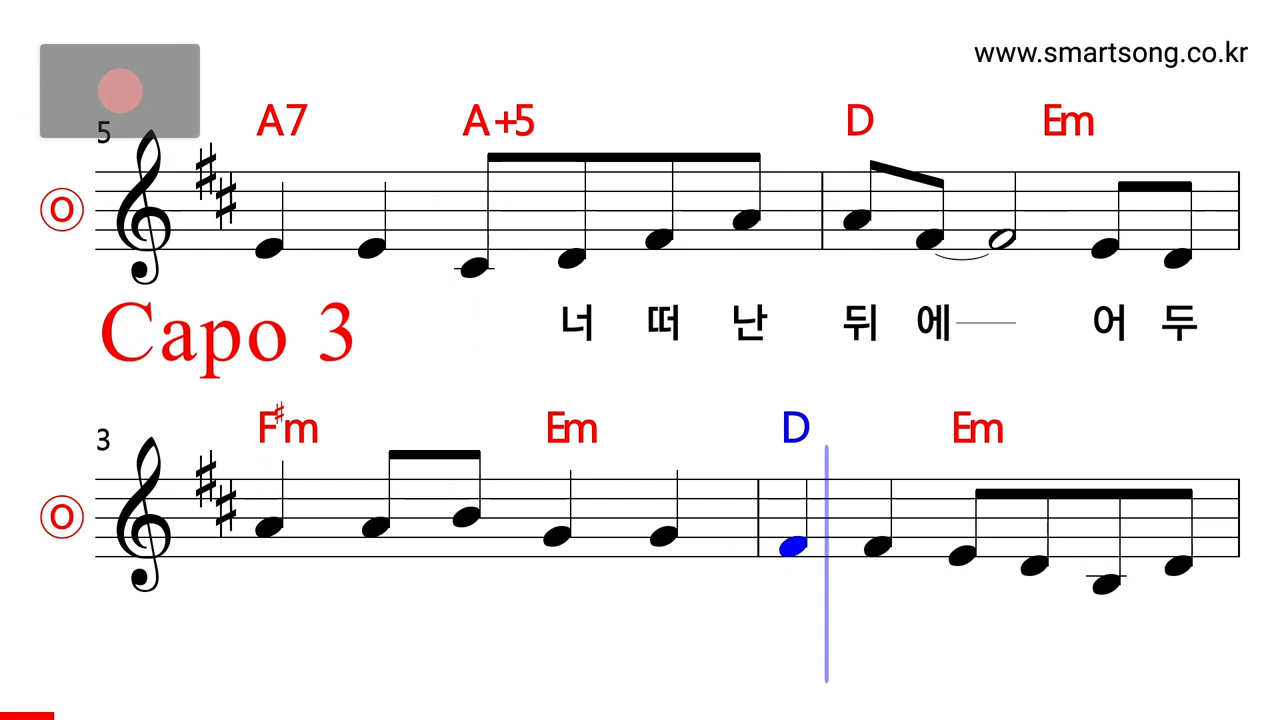 www.smartsong.co.kr
A7 A+5 D Em
5
O
Capo 3
너 떠 난 뒤 에 어 두
F♯m Em D Em
3
O